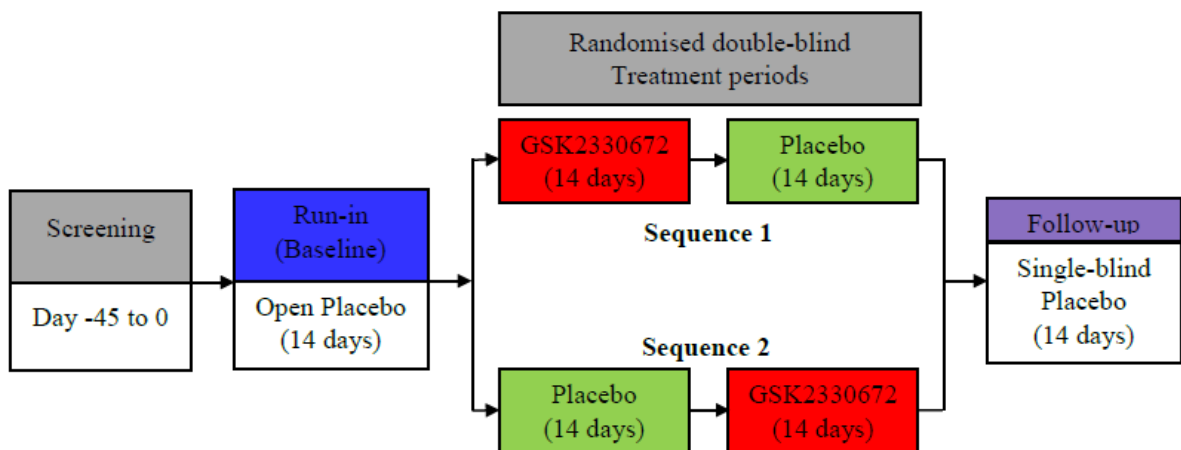 Randomised double-blind
Treatment periods
GSK2330672
(14 days)
Placebo
(14 days)
Sequence 1
Screening
Day -45 to 0
Run-in
(Baseline)
Open Placebo
(14 days)
Follow-up
Single-blind
Placebo
(14 days)
Sequence 2
Placebo
(14 days)
GSK2330672
(14 days)